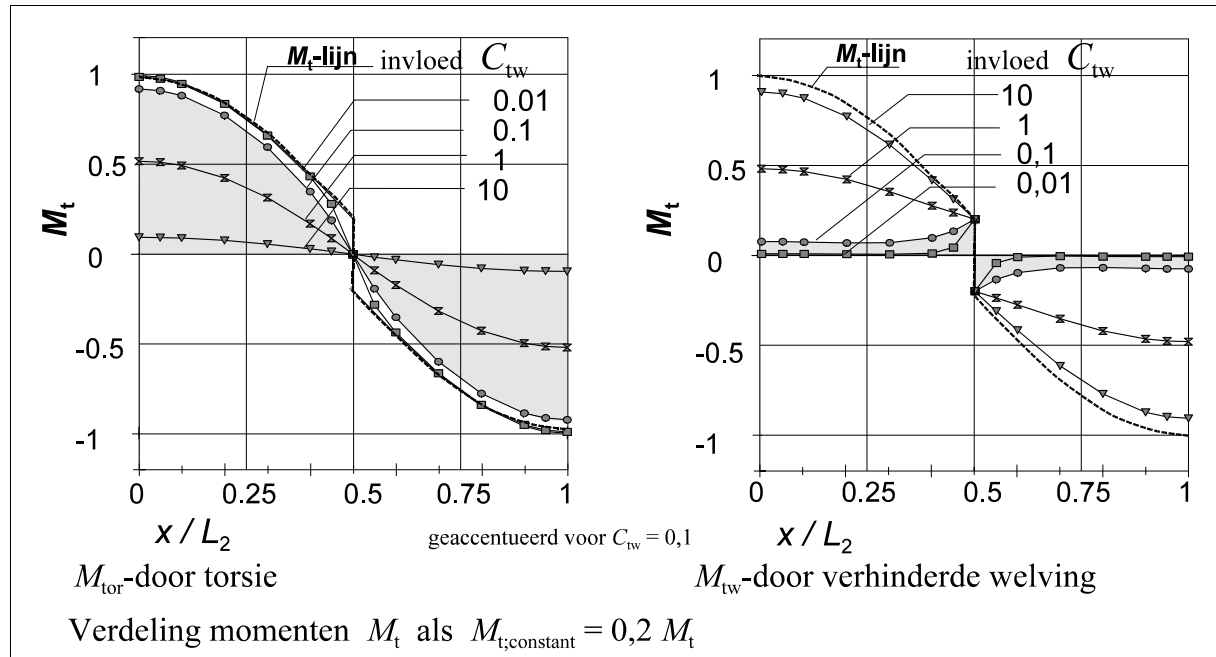 M_t-lijn invloed C_tw
0.01
0.1
1
10
1
0.5
0
-0.5
-1
M_t
0 0.25 0.5 0.75 1
x / L_2
M_tor-door torsie
M_t-lijn invloed C_tw
10
1
0,1
0,01
1
0.5
0
-0.5
-1
M_t
0 0.25 0.5 0.75 1
x / L_2
geaccentueerd voor C_tw = 0,1
M_tw-door verhinderde welving
Verdeling momenten M_t als M_t;constant = 0,2 M_t